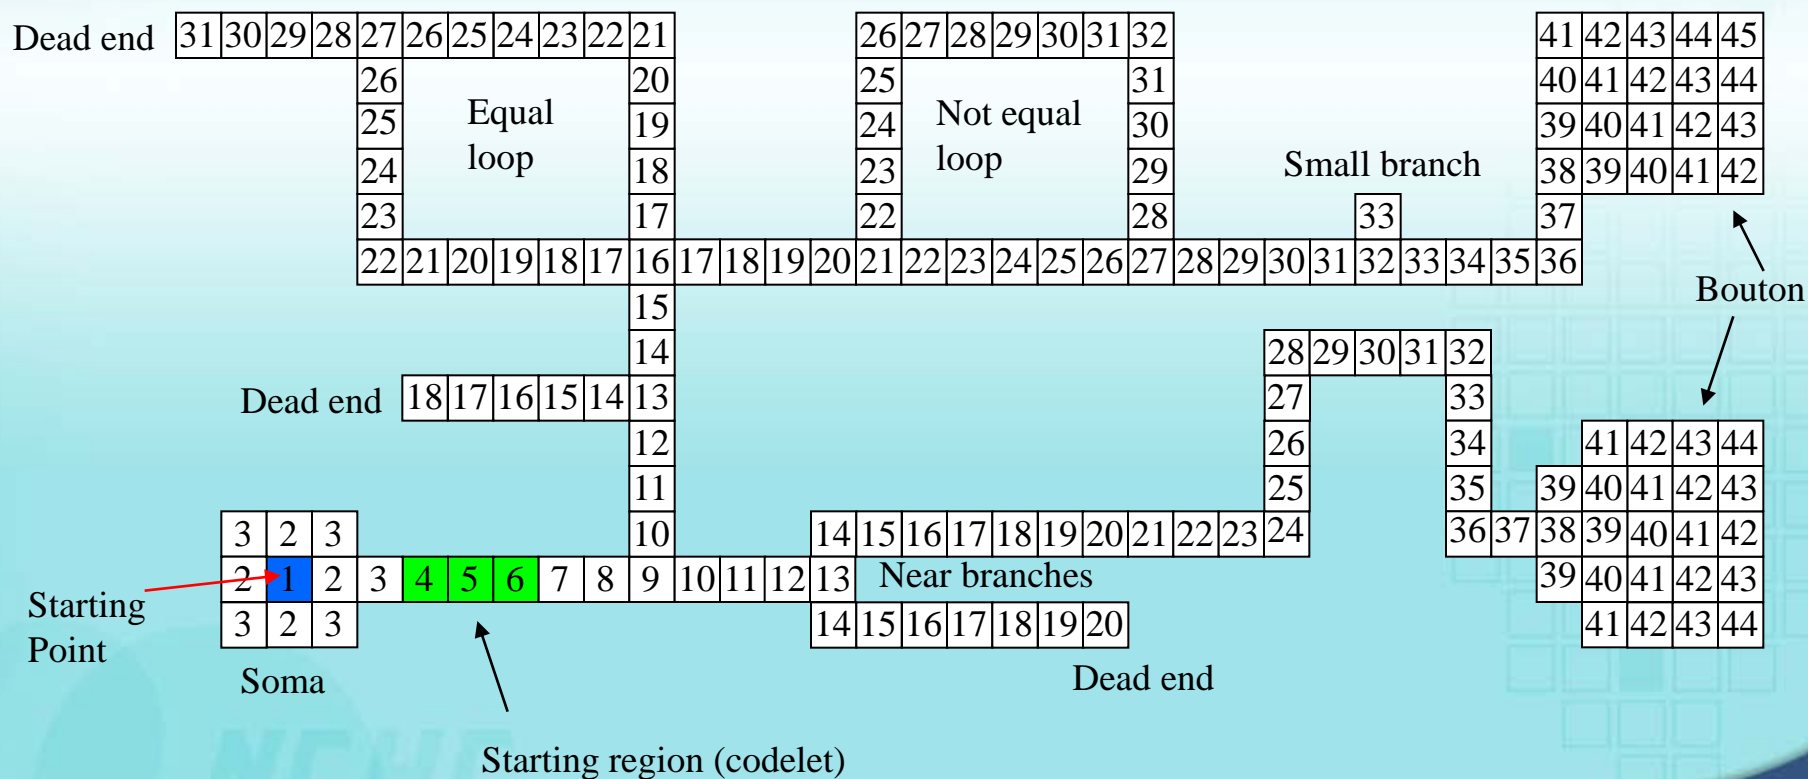 Dead end 31 30 29 28 27 26 25 24 23 22 21 26 27 28 29 30 31 32 41 42 43 44 45
26 20 25 31 40 41 42 43 44
Equal Not equal
25 19 24 30 39 40 41 42 43
loop loop
24 18 23 29 Small branch 38 39 40 41 42
23 17 22 28 33 37
22 21 20 19 18 17 16 17 18 19 20 21 22 23 24 25 26 27 28 29 30 31 32 33 34 35 36
Bouton
15
14 28 29 30 31 32
Dead end 18 17 16 15 14 13 27 33
12 26 34 41 42 43 44
11 25 35 39 40 41 42 43
3 2 3 10 14 15 16 17 18 19 20 21 22 23 24 36 37 38 39 40 41 42
2 1 2 3 4 5 6 7 8 9 10 11 12 13 Near branches 39 40 41 42 43
Starting
3 2 3 14 15 16 17 18 19 20 41 42 43 44
Point
Soma Dead end
Starting region (codelet)